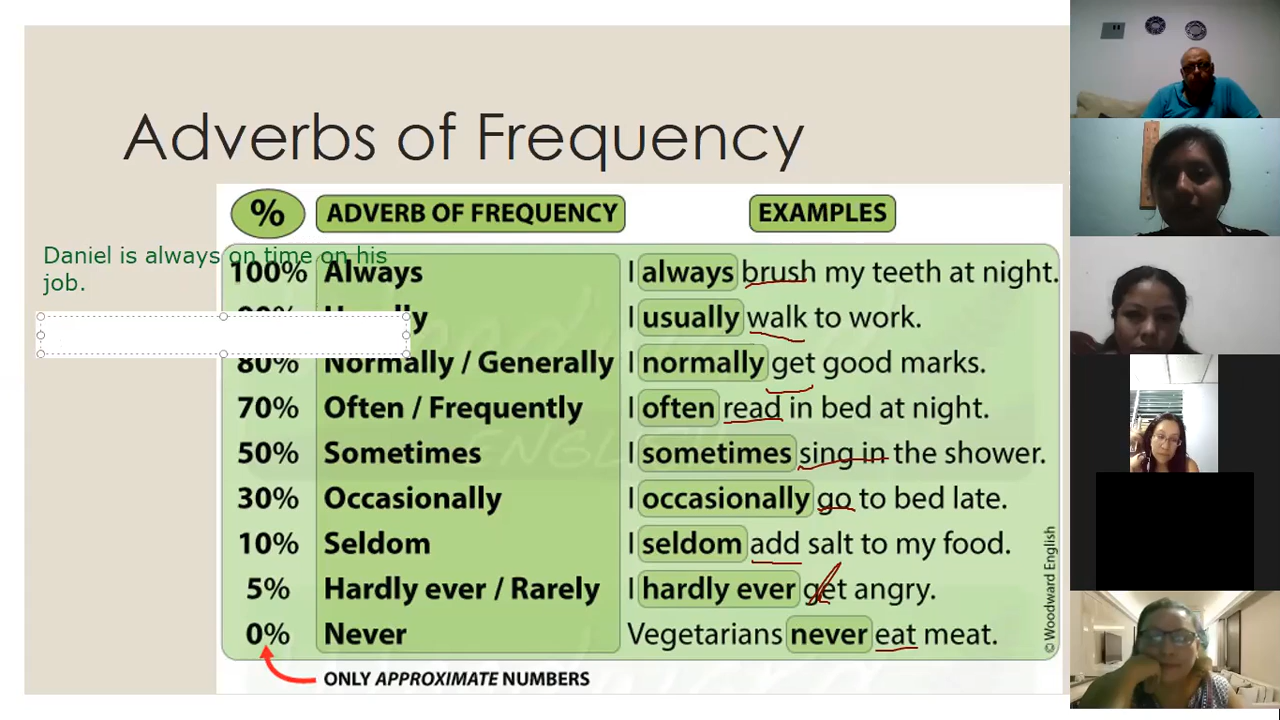 Adverbs of Frequency
% ADVERB OF FREQUENCY EXAMPLES
Daniel is always on time on his
job.
100% Always I always brush my teeth at night.
I usually walk to work.
80% Normally / Generally I normally get good marks.
70% Often / Frequently I often read in bed at night.
50% Sometimes I sometimes sing in the shower.
30% Occasionally I occasionally go to bed late.
10% Seldom I seldom add salt to my food.
5% Hardly ever / Rarely I hardly ever get angry.
0% Never Vegetarians never eat meat.
ONLY APPROXIMATE NUMBERS
© Woodward English